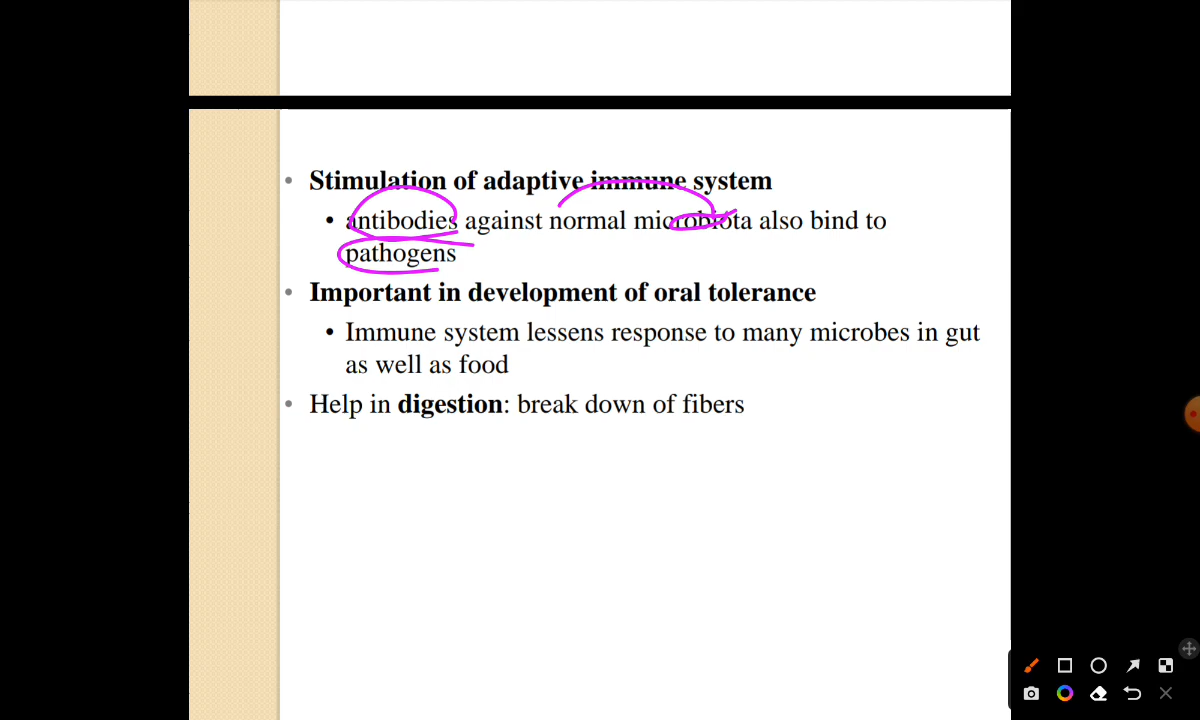 • Stimulation of adaptive immune system
• antibodies against normal microbiota also bind to
pathogens
• Important in development of oral tolerance
• Immune system lessens response to many microbes in gut
as well as food
• Help in digestion: break down of fibers